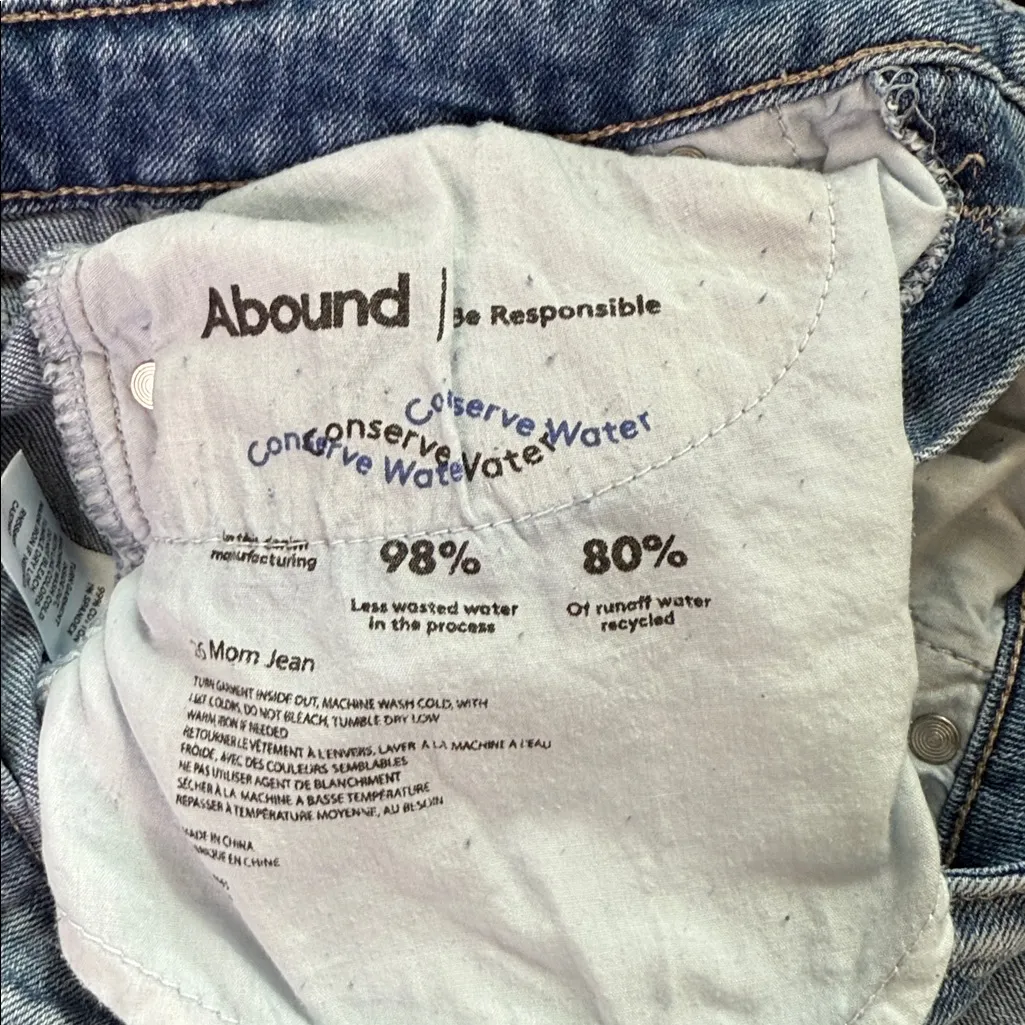 Abound | Be Responsible
Conserve Water
Conserve Water
Conserve Water
manufacturing
98%
Less wasted water
in the process
80%
Of runoff water
recycled
Mom Jean
TURN GARMENT INSIDE OUT, MACHINE WASH COLD, WITH
LIKE COLORS, DO NOT BLEACH, TUMBLE DRY LOW
WARM IRON IF NEEDED
RETOURNER LE VÊTEMENT À L'ENVERS, LAVER À LA MACHINE À L'EAU
FROIDE, AVEC DES COULEURS SEMBLABLES
NE PAS UTILISER AGENT DE BLANCHIMENT
SÉCHER À LA MACHINE A BASSE TEMPÉRATURE
REPASSER À TEMPÉRATURE MOYENNE, AU BESOIN
MADE IN CHINA
EN CHINE